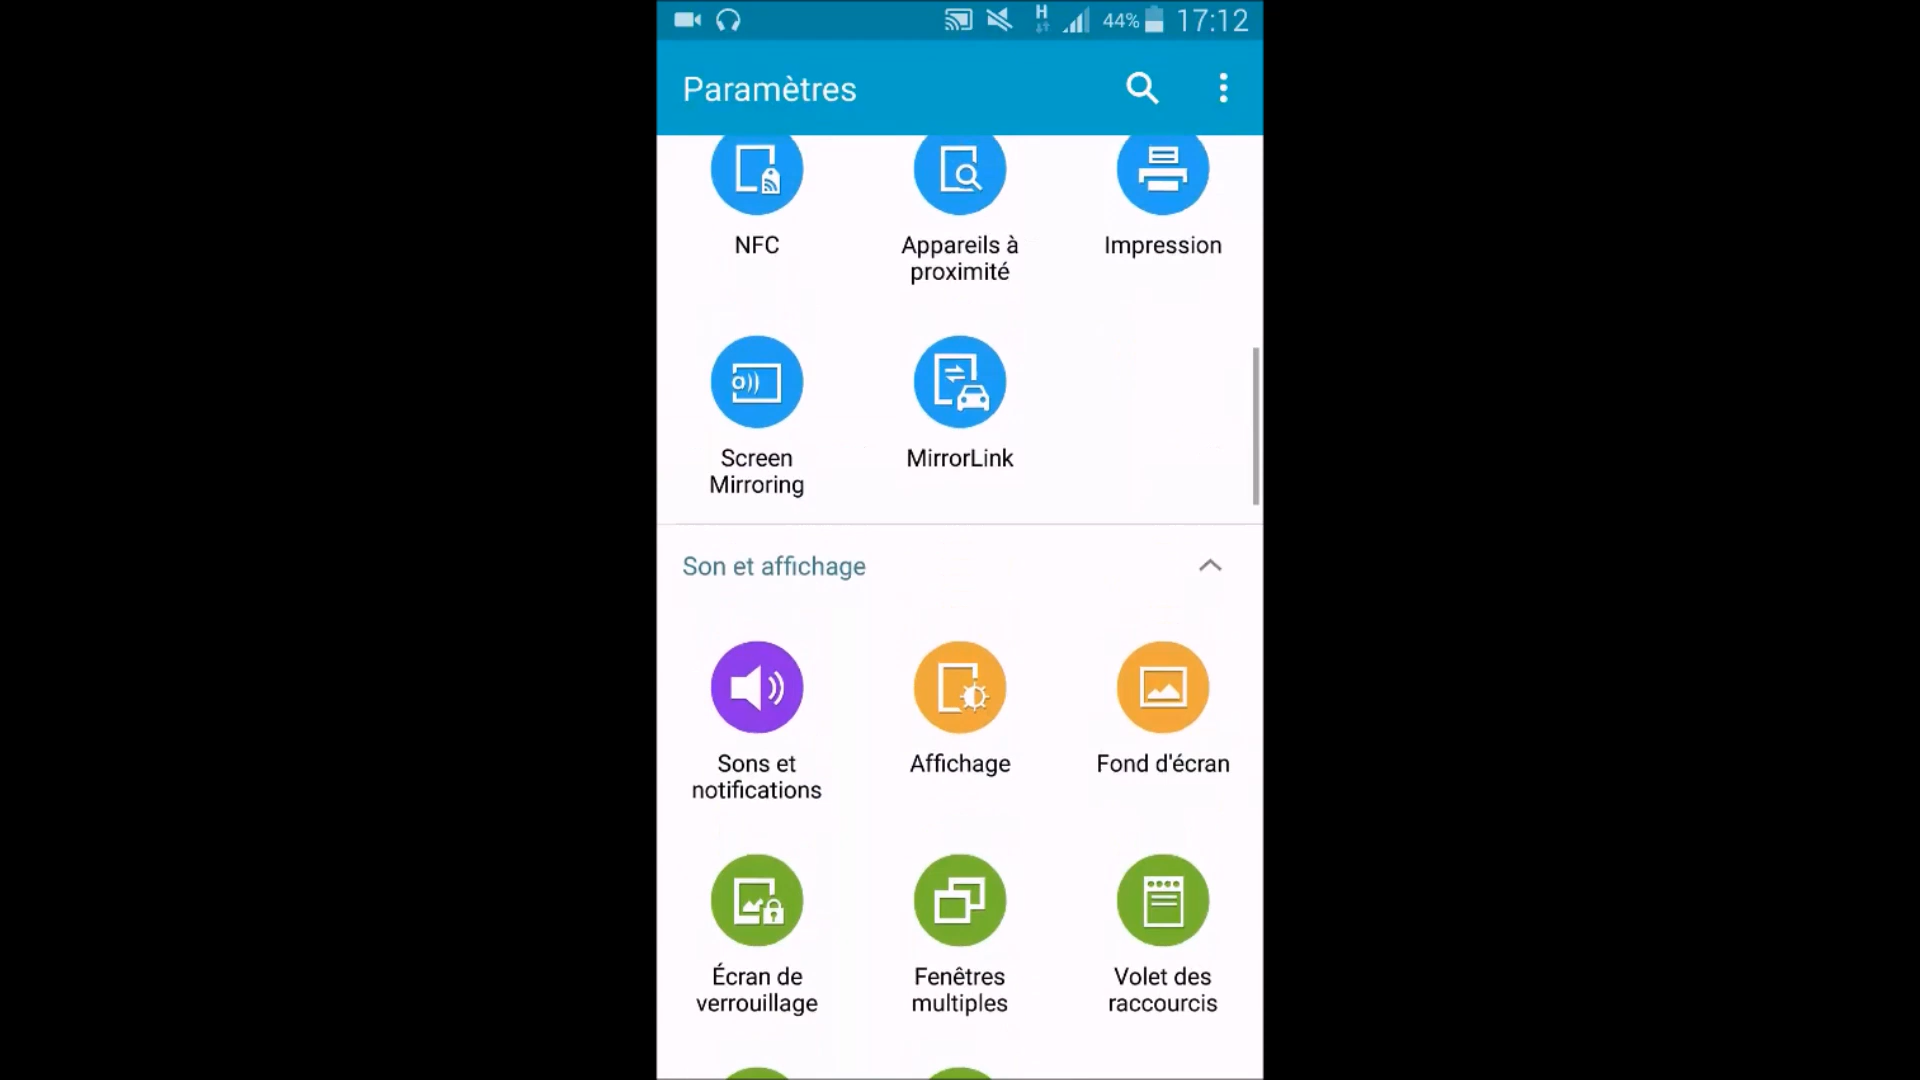 H 44% 17:12
Paramètres
NFC
Appareils à
proximité
Impression
Screen
Mirroring
MirrorLink
Son et affichage
Sons et
notifications
Affichage
Fond d'écran
Écran de
verrouillage
Fenêtres
multiples
Volet des
raccourcis